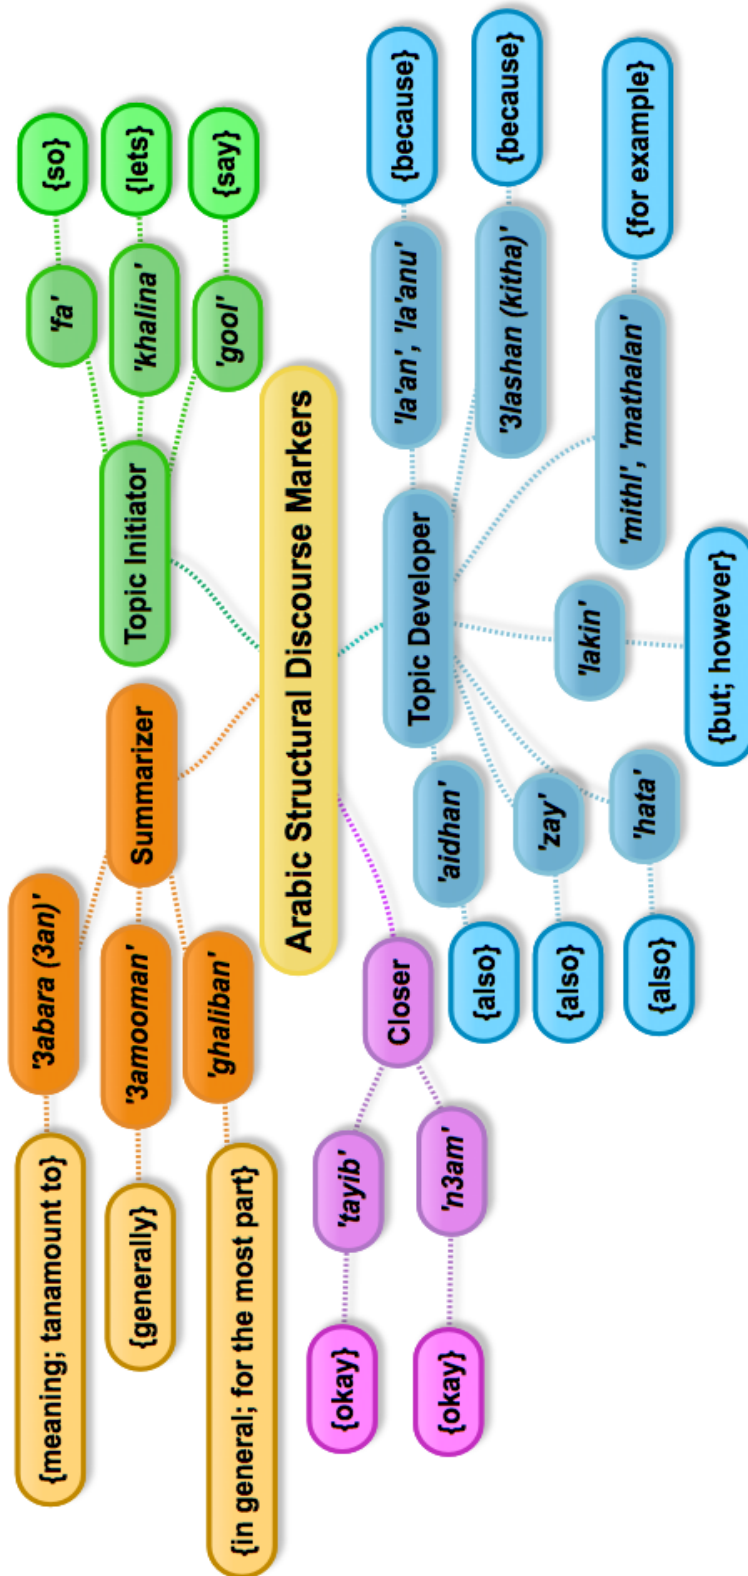 Arabic Structural Discourse Markers
Summarizer
'3abara (3an)'
{meaning; tanamount to}
'3amooman'
{generally}
'ghaliban'
{in general; for the most part}
Topic Initiator
'fa'
{so}
'khalina'
{lets}
'gool'
{say}
Closer
'tayib'
{okay}
'n3am'
{okay}
Topic Developer
'la'an', 'la'anu'
{because}
'3lashan (kitha)'
{because}
'mithl', 'mathalan'
{for example}
'lakin'
{but; however}
'aidhan'
{also}
'zay'
{also}
'hata'
{also}